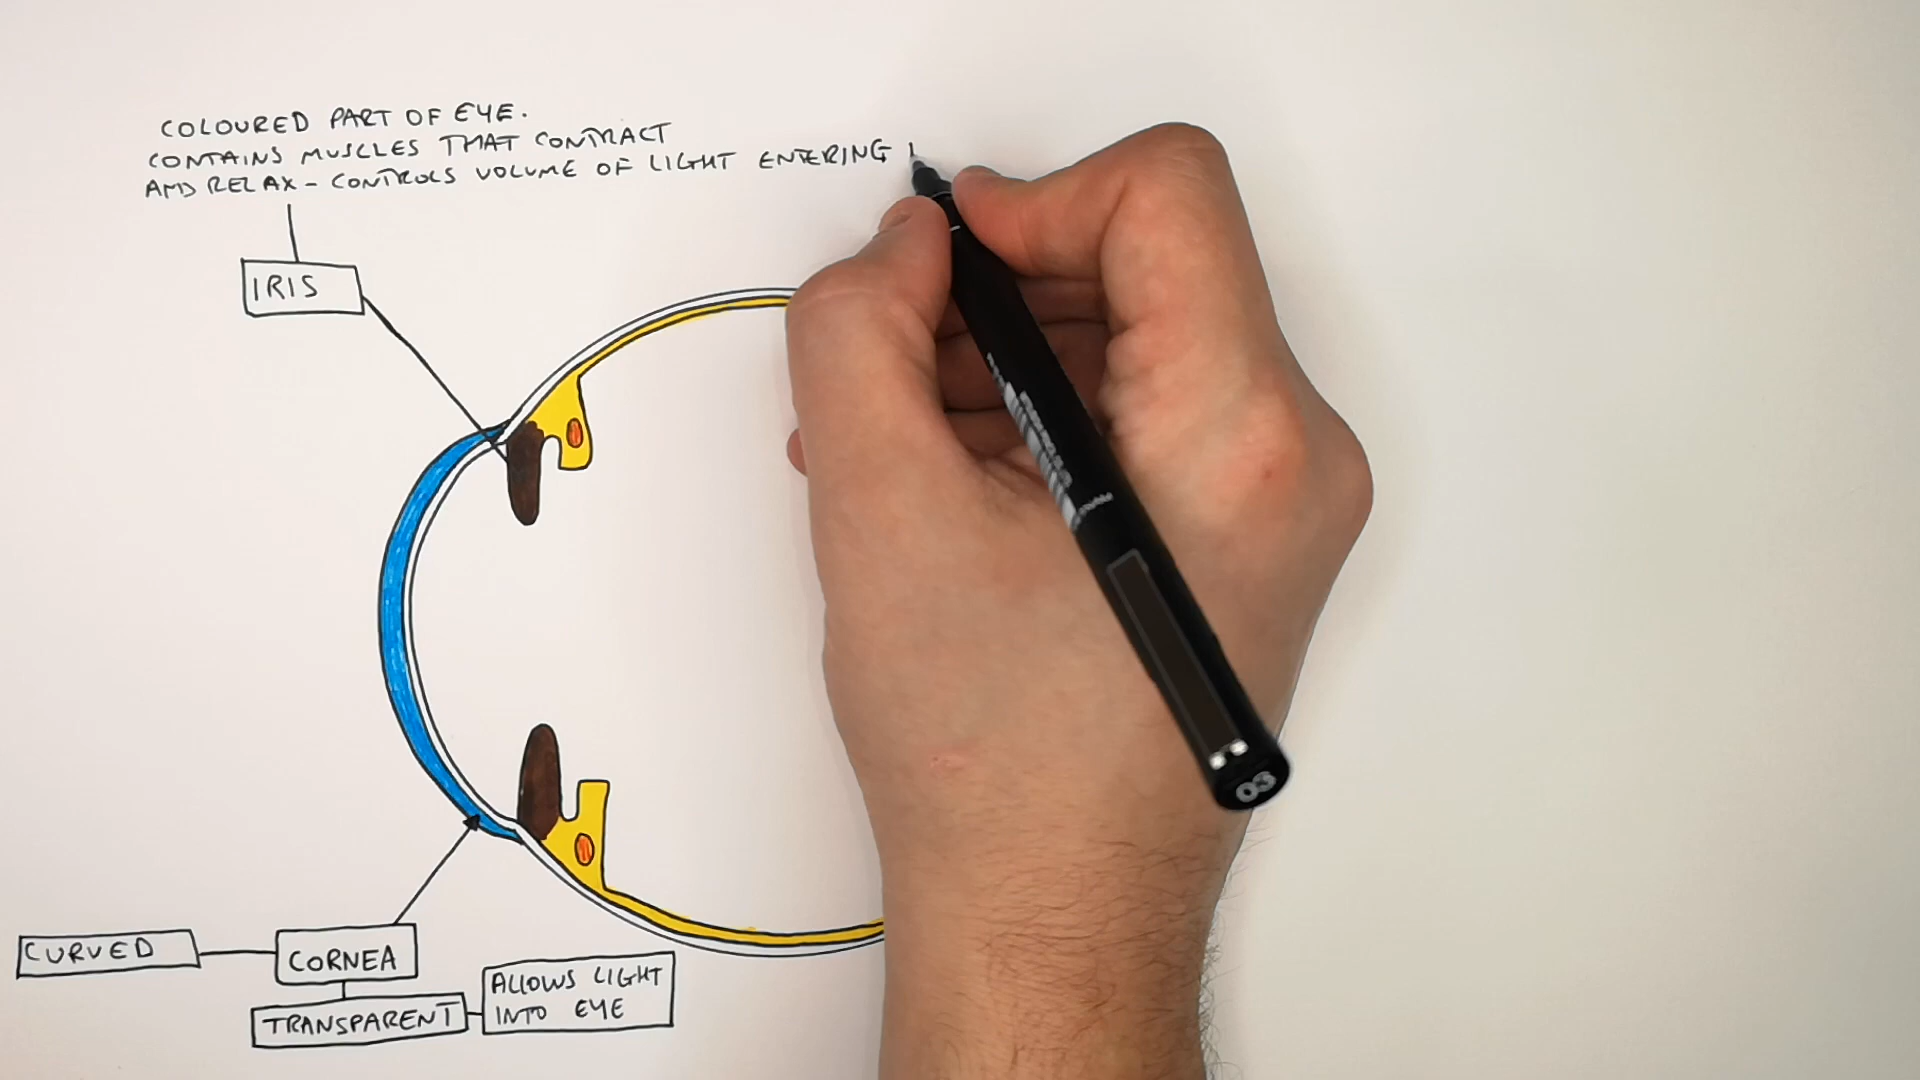 COLOURED PART OF EYE.
CONTAINS MUSCLES THAT CONTRACT
AND RELAX - CONTROLS VOLUME OF LIGHT ENTERING
IRIS
CURVED
CORNEA
ALLOWS LIGHT
INTO EYE
TRANSPARENT
03